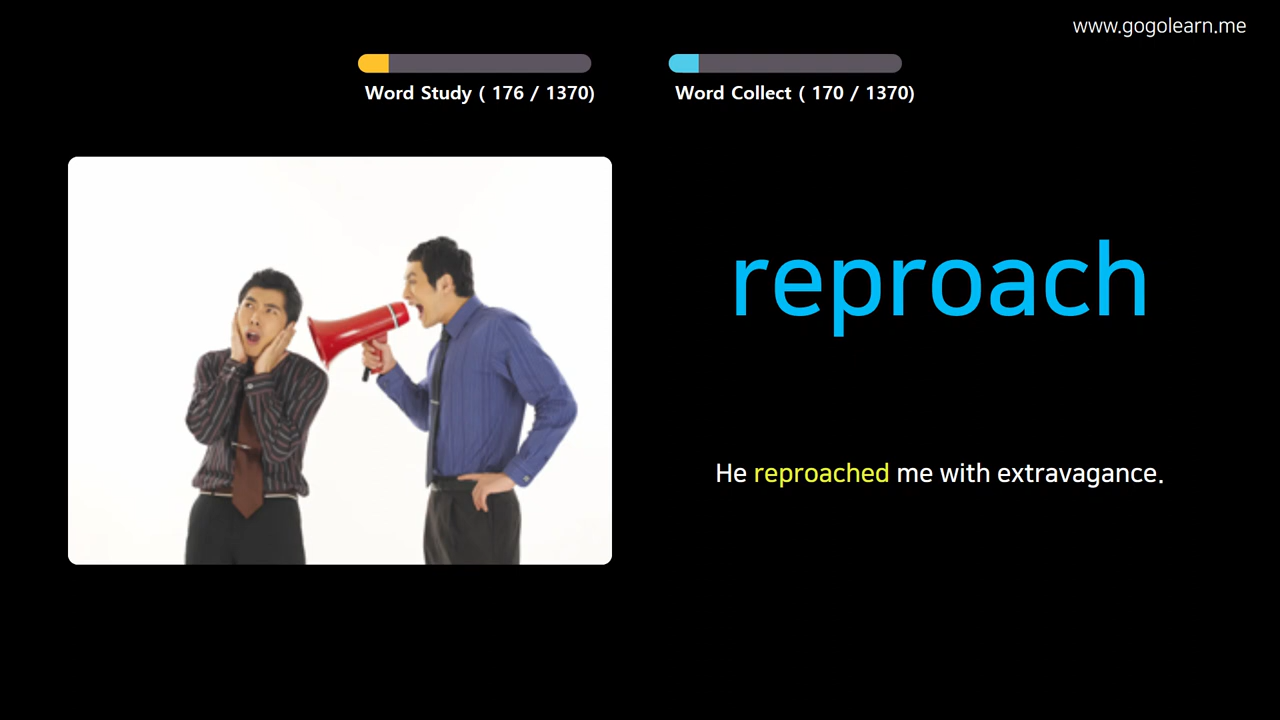 www.gogolearn.me
Word Study ( 176 / 1370)
Word Collect ( 170 / 1370)
reproach
He reproached me with extravagance.